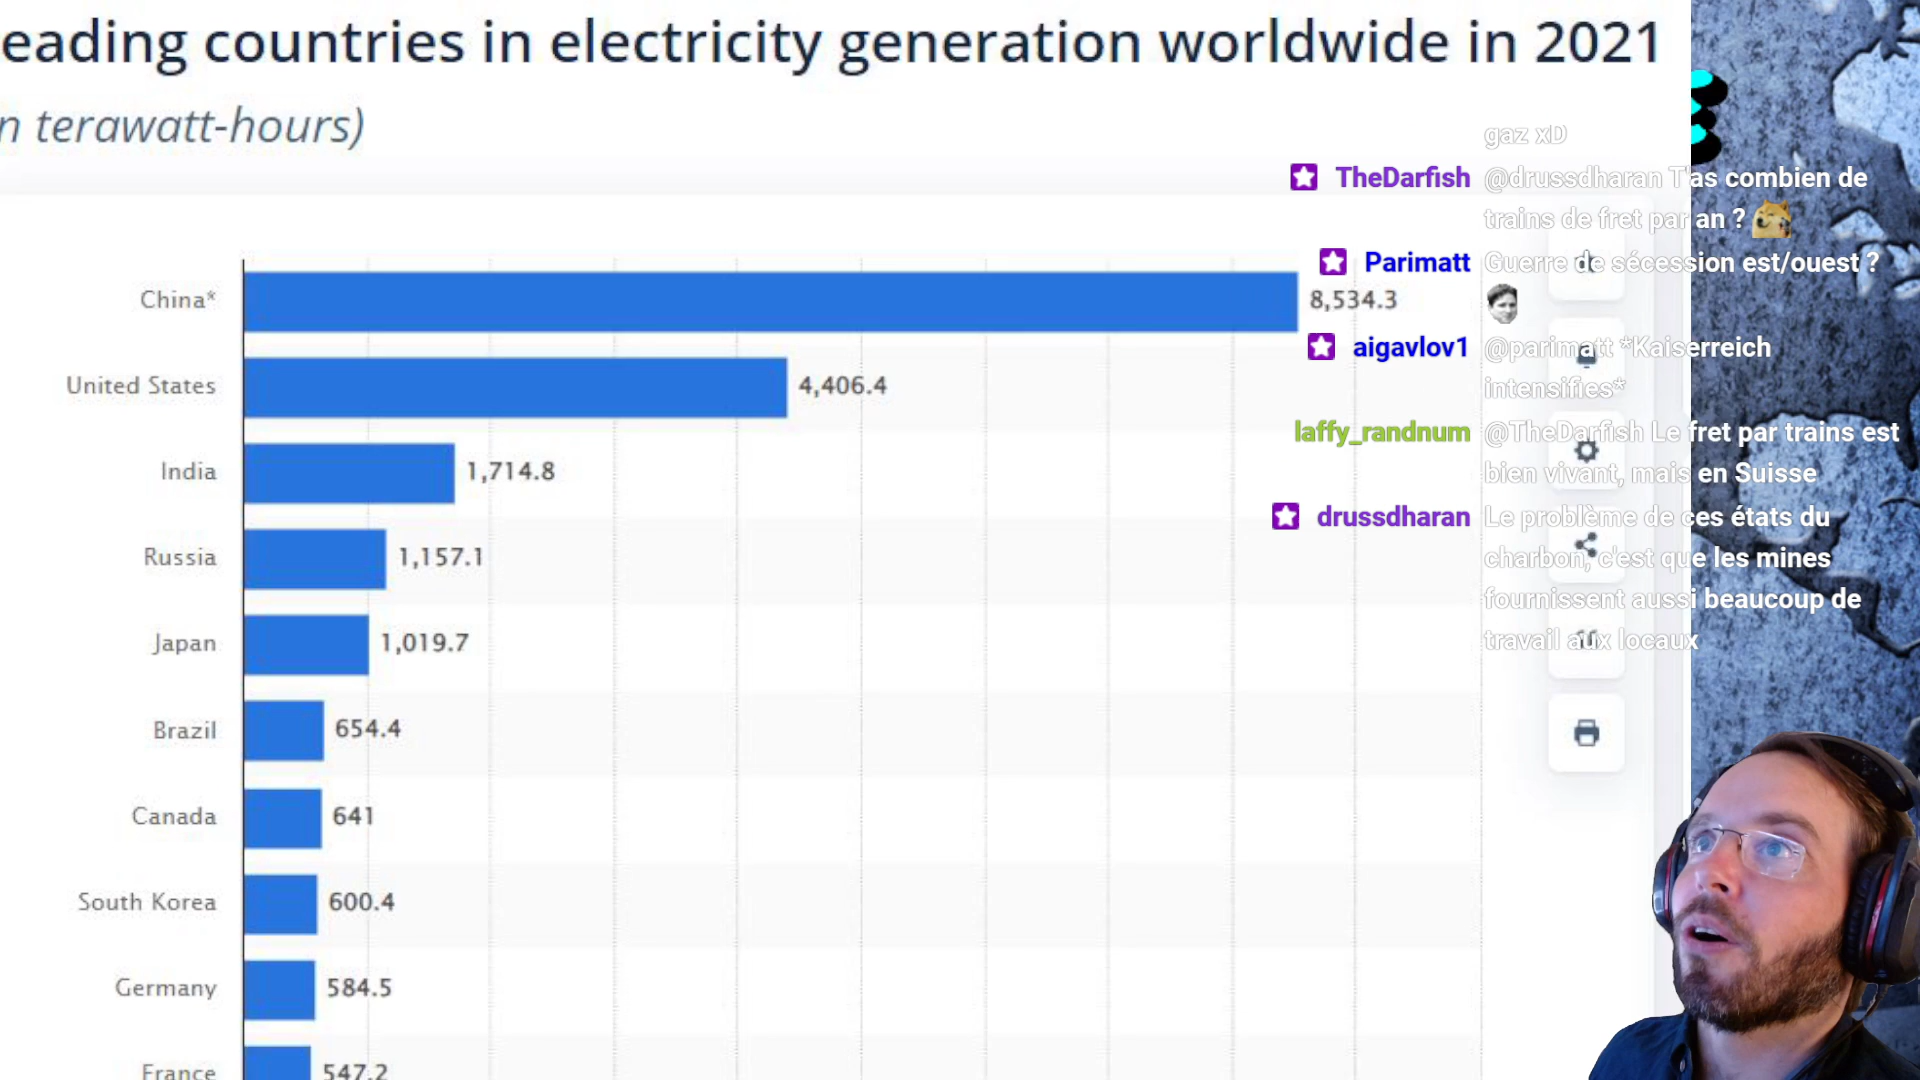 eading countries in electricity generation worldwide in 2021
n terawatt-hours)
China* 8,534.3
United States 4,406.4
India 1,714.8
Russia 1,157.1
Japan 1,019.7
Brazil 654.4
Canada 641
South Korea 600.4
Germany 584.5
France 547.2
gaz xD
TheDarfish @drussdharan T'as combien de
trains de fret par an ?
Parimatt Guerre de sécession est/ouest ?
aigavlov1 @parimatt *Kaiserreich
intensifies*
laffy_randnum @TheDarfish Le fret par trains est
bien vivant, mais en Suisse
drussdharan Le problème de ces états du
charbon, c'est que les mines
fournissent aussi beaucoup de
travail aux locaux